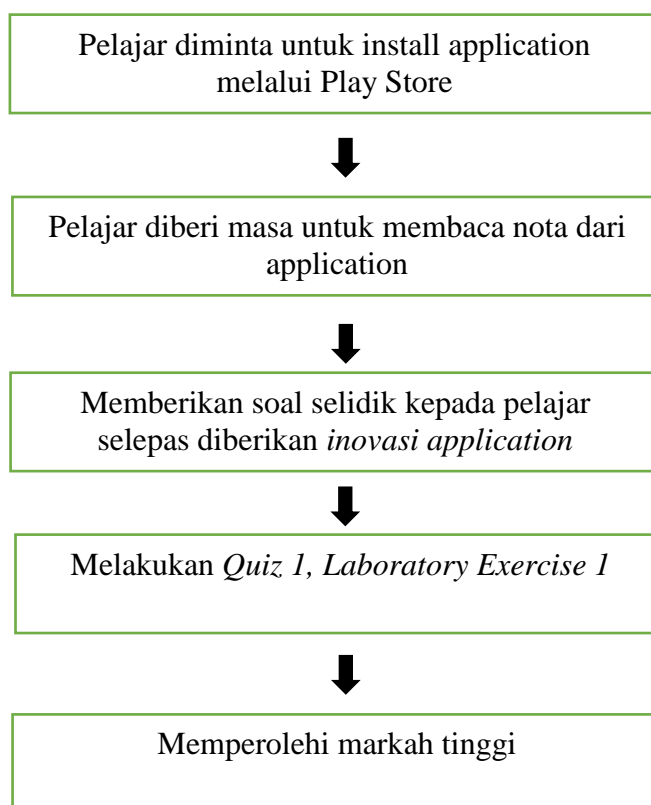 Pelajar diminta untuk install application
melalui Play Store
Pelajar diberi masa untuk membaca nota dari
application
Memberikan soal selidik kepada pelajar
selepas diberikan inovasi application
Melakukan Quiz 1, Laboratory Exercise 1
Memperolehi markah tinggi